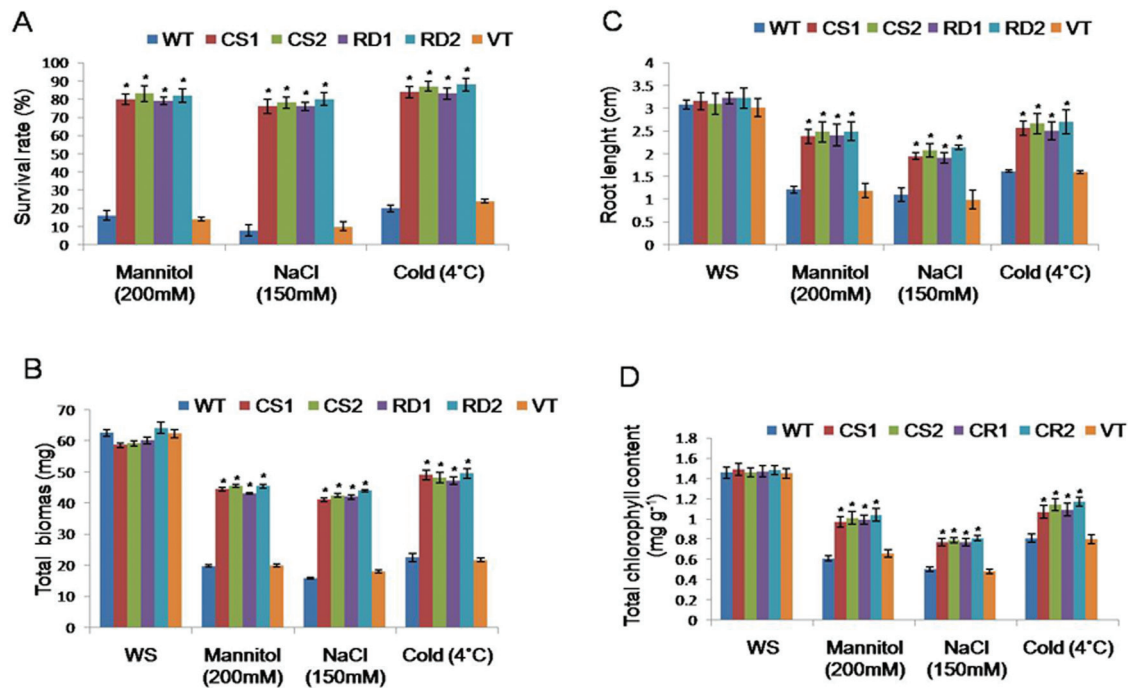 A
WT CS1 CS2 RD1 RD2 VT
Survival rate (%)
100
90
80
70
60
50
40
30
20
10
0
* * * * * * * * * * * *
Mannitol NaCl Cold (4°C)
(200mM) (150mM)
C
WT CS1 CS2 RD1 RD2 VT
Root lenght (cm)
4
3.5
3
2.5
2
1.5
1
0.5
0
* * * * * * * * * * * *
WS Mannitol NaCl Cold (4°C)
(200mM) (150mM)
B
WT CS1 CS2 RD1 RD2 VT
Total biomas (mg)
70
60
50
40
30
20
10
0
* * * * * * * * * * * *
WS Mannitol NaCl Cold (4°C)
(200mM) (150mM)
D
WT CS1 CS2 CR1 CR2 VT
Total chlorophyll content
(mg g-1)
1.8
1.6
1.4
1.2
1
0.8
0.6
0.4
0.2
0
* * * * * * * * * * * *
WS Mannitol NaCl Cold (4°C)
(200mM) (150mM)